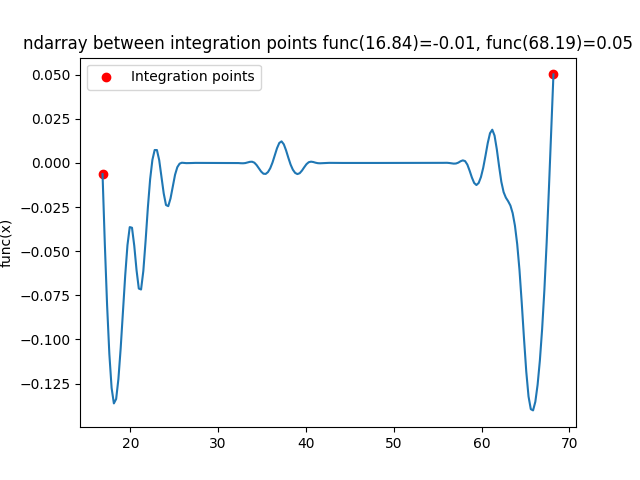 ndarray between integration points func(16.84)=-0.01, func(68.19)=0.05
Integration points
0.050
0.025
0.000
−0.025
−0.050
−0.075
−0.100
−0.125
func(x)
20 30 40 50 60 70